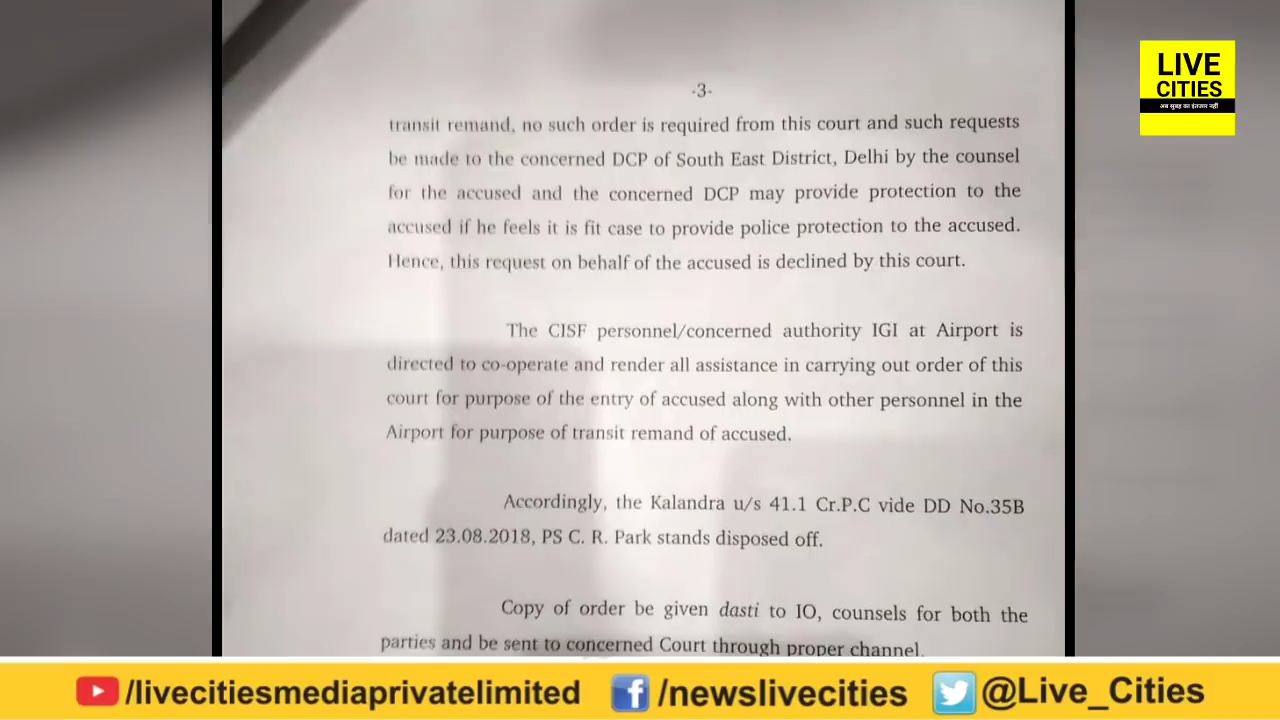 LIVE
CITIES
अब सुबह का इंतजार नहीं
-3-
transit remand, no such order is required from this court and such requests
be made to the concerned DCP of South East District, Delhi by the counsel
for the accused and the concerned DCP may provide protection to the
accused if he feels it is fit case to provide police protection to the accused.
Hence, this request on behalf of the accused is declined by this court.
The CISF personnel/concerned authority IGI at Airport is
directed to co-operate and render all assistance in carrying out order of this
court for purpose of the entry of accused along with other personnel in the
Airport for purpose of transit remand of accused.
Accordingly, the Kalandra u/s 41.1 Cr.P.C vide DD No.35B
dated 23.08.2018, PS C. R. Park stands disposed off.
Copy of order be given dasti to IO, counsels for both the
parties and be sent to concerned Court through proper channel.
/livecitiesmediaprivatelimited
/newslivecities
@Live_Cities